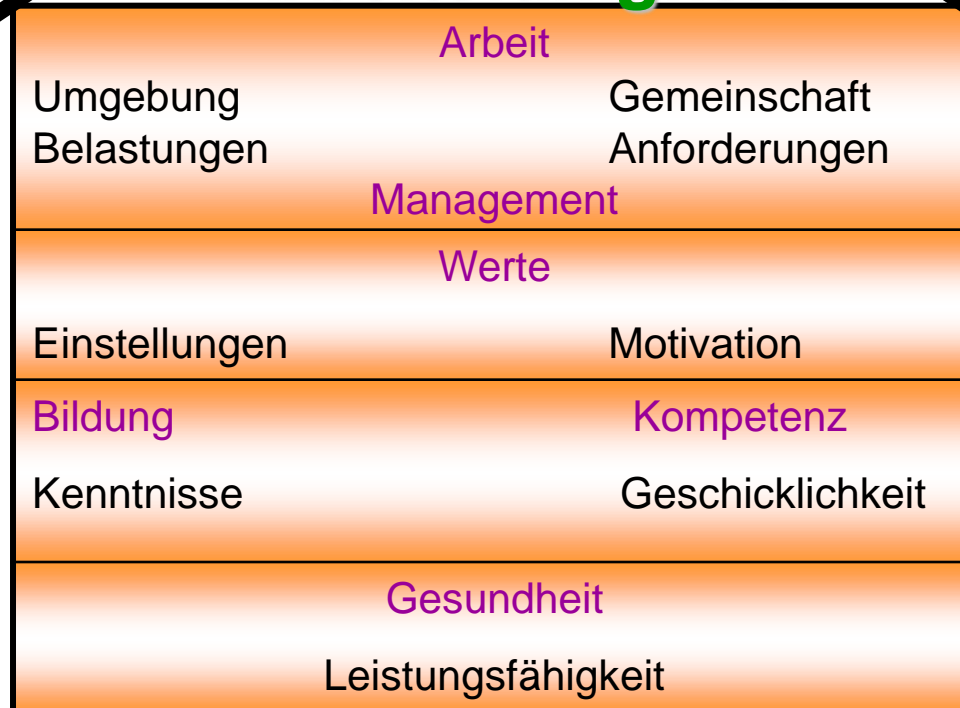 Arbeit
Umgebung Gemeinschaft
Belastungen Anforderungen
Management
Werte
Einstellungen Motivation
Bildung Kompetenz
Kenntnisse Geschicklichkeit
Gesundheit
Leistungsfähigkeit